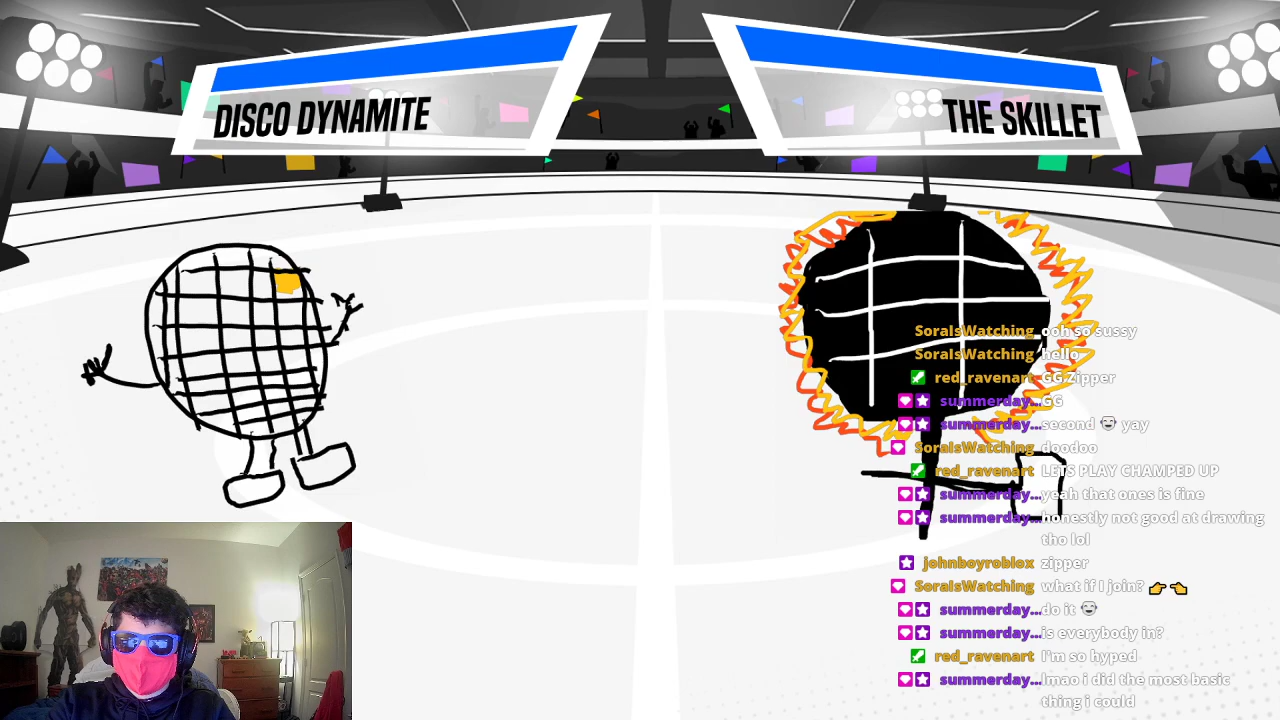 DISCO DYNAMITE
THE SKILLET
SoraIsWatching ooh so sussy
SoraIsWatching hello
red_ravenart GG Zipper
summerday... GG
summerday... second yay
SoraIsWatching doodoo
red_ravenart LETS PLAY CHAMPED UP
summerday... yeah that ones is fine
summerday... honestly not good at drawing
tho lol
johnboyroblox zipper
SoraIsWatching what if I join?
summerday... do it
summerday... is everybody in?
red_ravenart I'm so hyped
summerday... lmao i did the most basic
thing i could